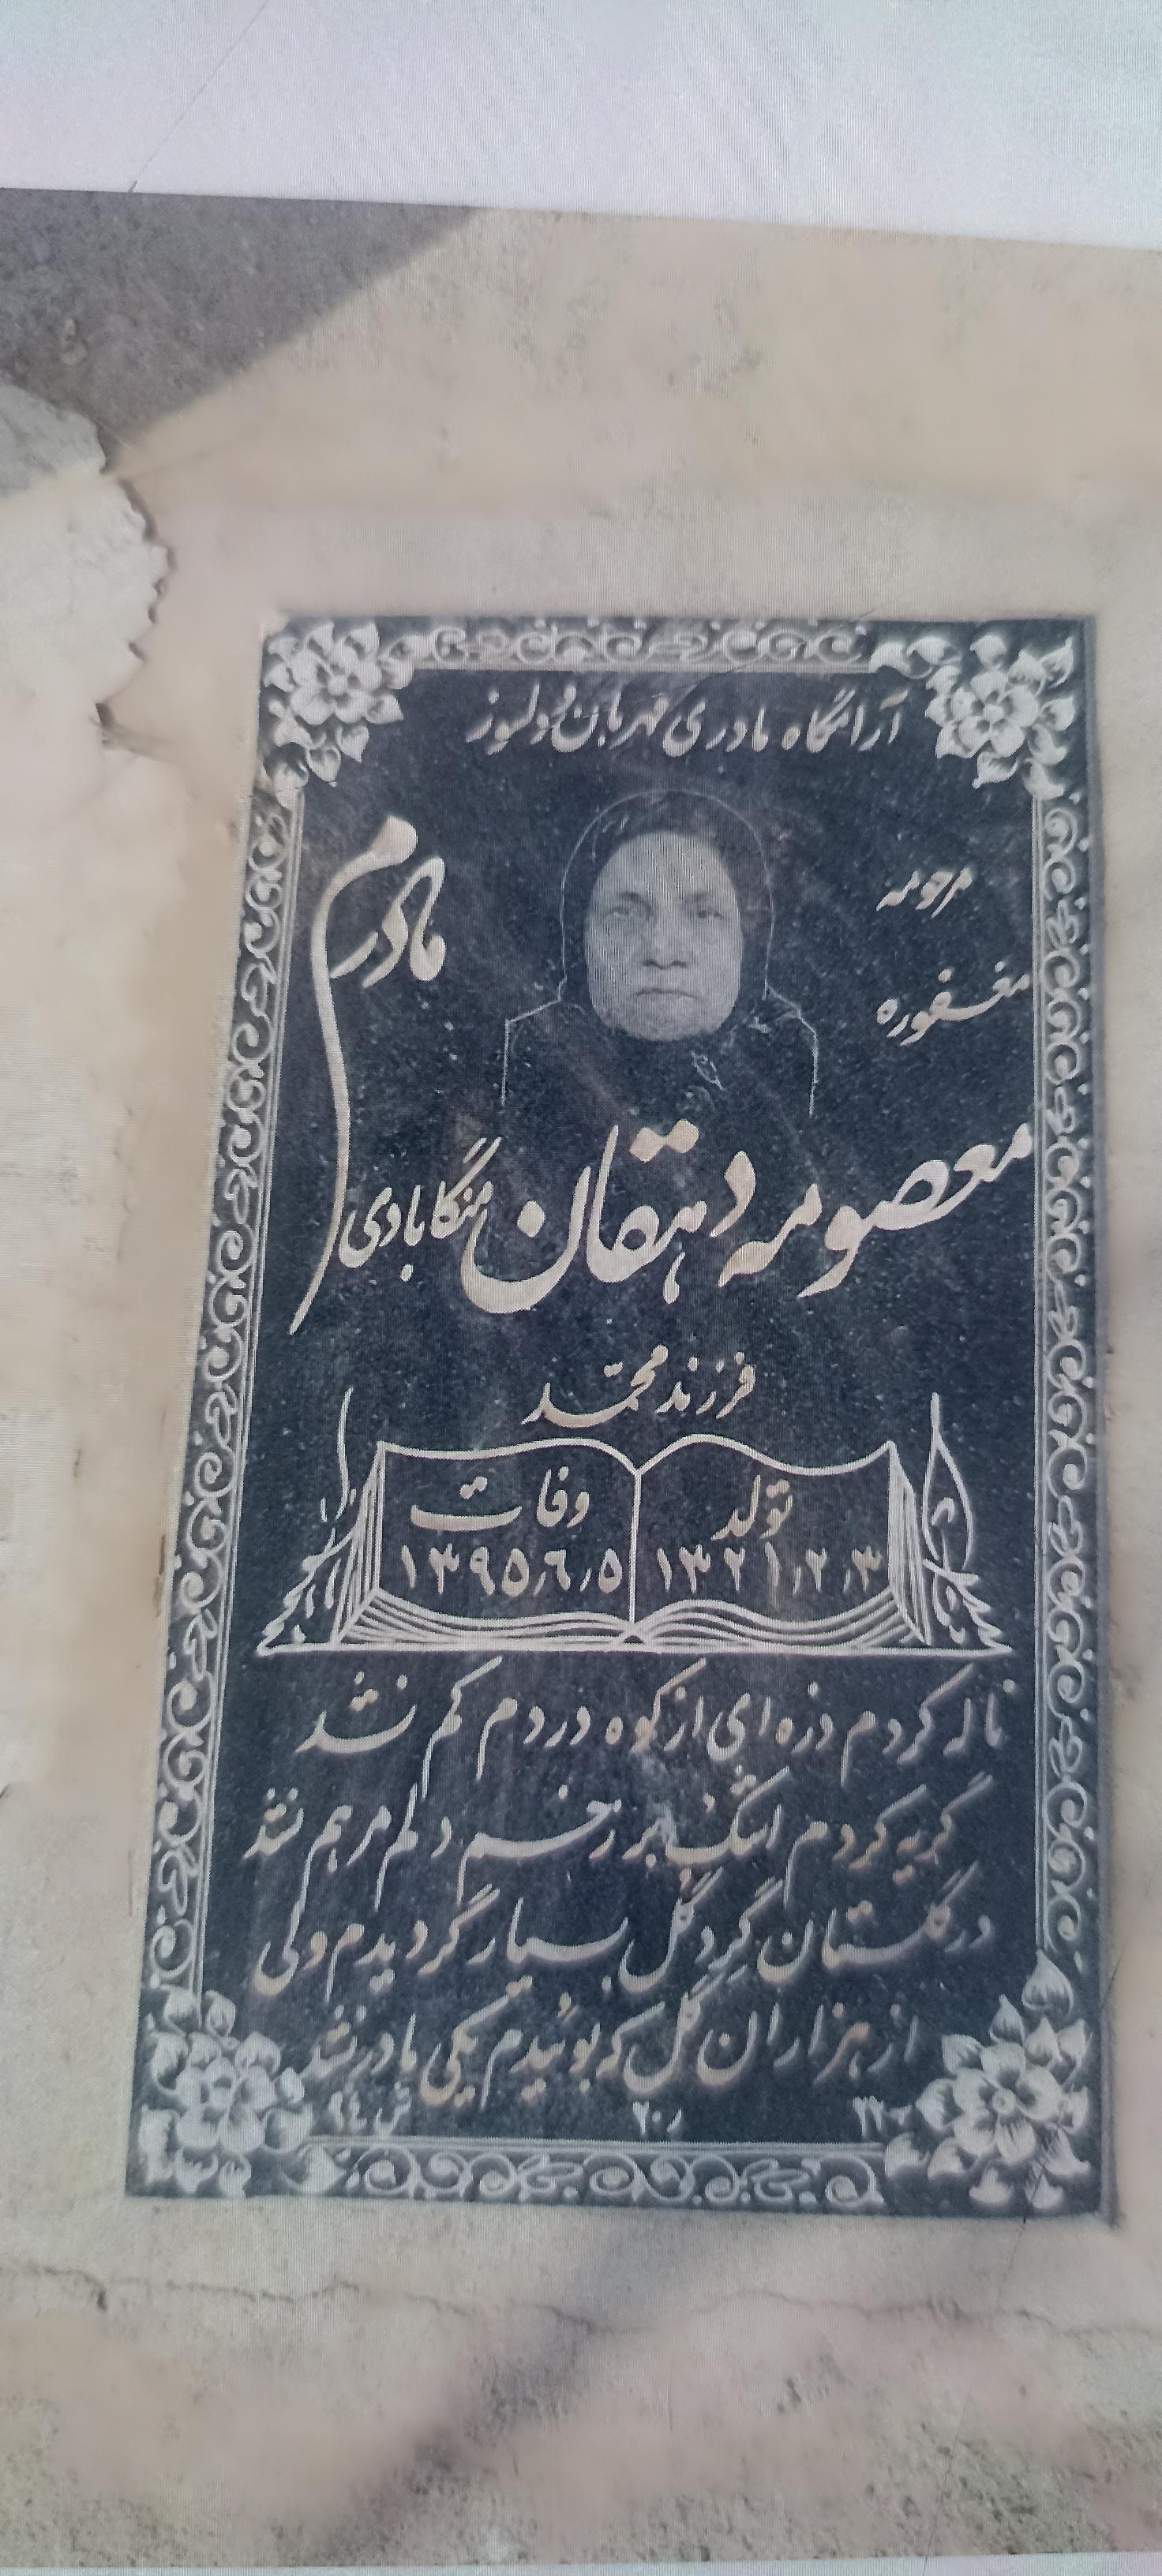 آرامگاه مادری مهربان و دلسوز
مرحومه
مغفوره
مادرم
معصومه دهقان منگابادی
فرزند محمد
تولد
۱۳۲۱٫۲٫۳
وفات
۱۳۹۵٫۶٫۵
ناله کردم ذره ای از کوه دردم کم نشد
گریه کردم اشک بر زخم دلم مرهم نشد
در گلستان گرد گل بسیار گردیدم ولی
از هزاران گل که بوئیدم یکی مادر نشد
ر ۲۰